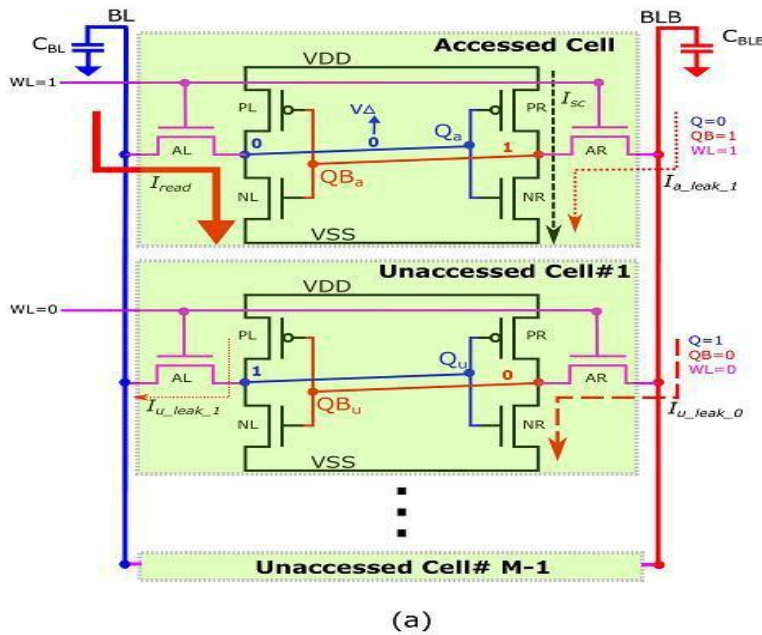 BL
BLB
C_BL
Accessed Cell
C_BLB
VDD
WL=1
PL
V∆
PR
I_sc
Q=0
QB=1
WL=1
0
Q_a
0
1
AL
AR
I_read
QB_a
I_a_leak_1
NL
NR
VSS
Unaccessed Cell#1
VDD
WL=0
PL
PR
Q=1
QB=0
WL=0
Q_u
1
0
AL
AR
I_u_leak_1
QB_u
I_u_leak_0
NL
NR
VSS
Unaccessed Cell# M-1
(a)